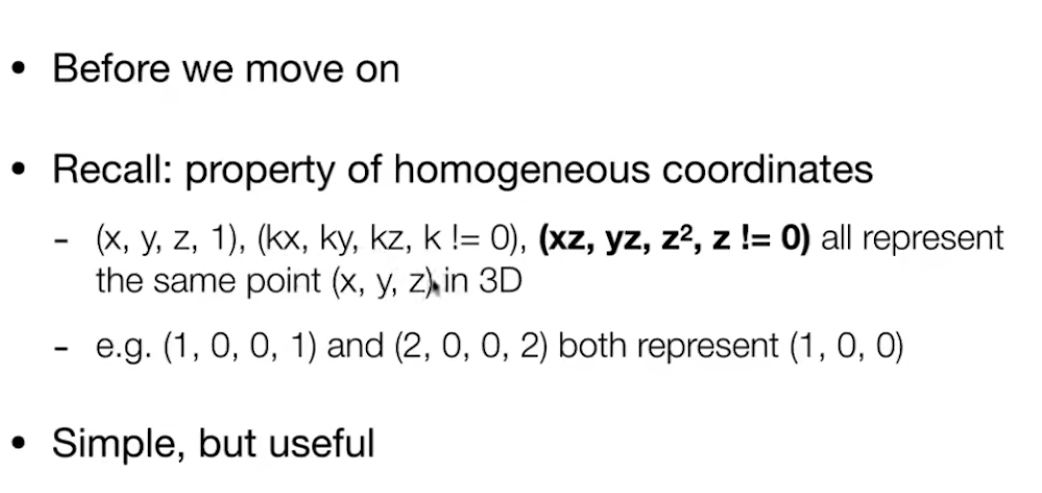 • Before we move on
• Recall: property of homogeneous coordinates
- (x, y, z, 1), (kx, ky, kz, k != 0), (xz, yz, z², z != 0) all represent
the same point (x, y, z) in 3D
- e.g. (1, 0, 0, 1) and (2, 0, 0, 2) both represent (1, 0, 0)
• Simple, but useful